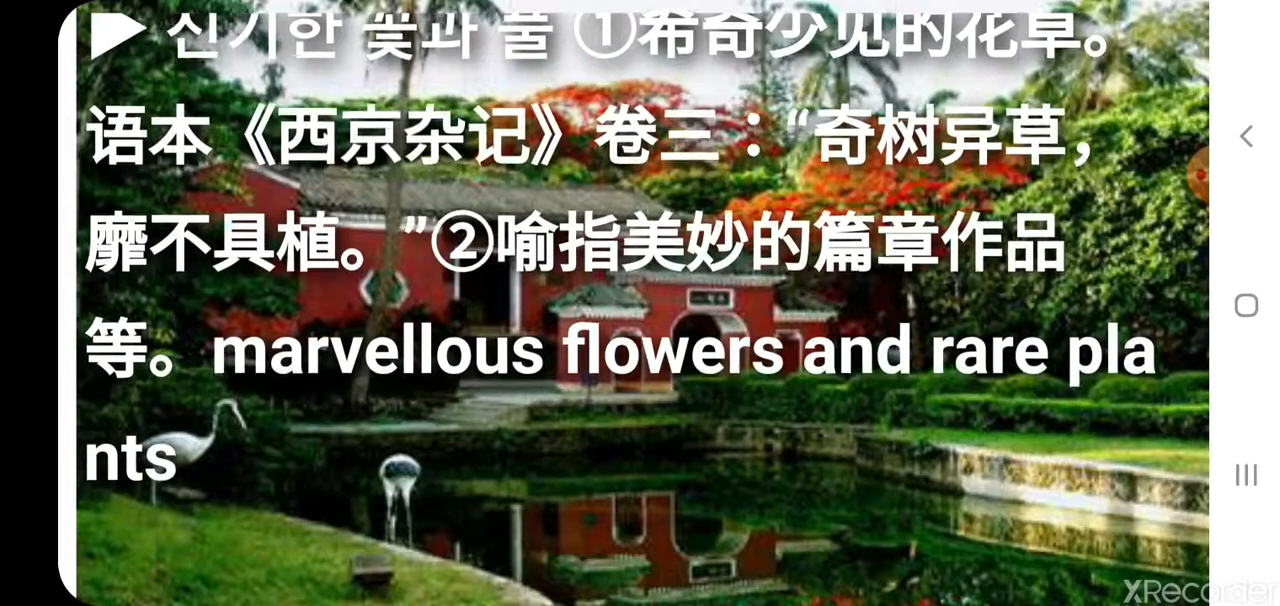 신기한 꽃과 풀 ①希奇少见的花草。
语本《西京杂记》卷三：“奇树异草，
靡不具植。”②喻指美妙的篇章作品
等。marvellous flowers and rare pla
nts
XRecorder